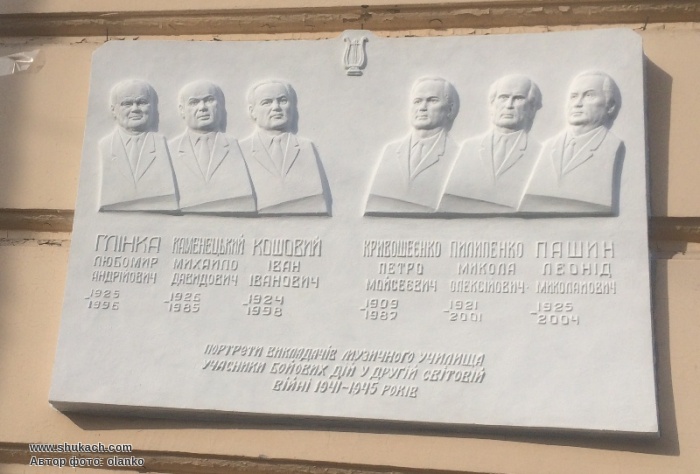 ГЛІНКА
ЛЮБОМИР
АНДРІЙОВИЧ
1925
1996
КАМЕНЕЦЬКИЙ
МИХАЙЛО
ДАВИДОВИЧ
1926
1985
КОШОВИЙ
ІВАН
ІВАНОВИЧ
1924
1998
КРИВОШЕЄНКО
ПЕТРО
МОЙСЕЄВИЧ
1909
1987
ПИЛИПЕНКО
МИКОЛА
ОЛЕКСІЙОВИЧ
1921
2001
ПАШИН
ЛЕОНІД
МИКОЛАЙОВИЧ
1925
2004
ПОРТРЕТИ ВИКЛАДАЧІВ МУЗИЧНОГО УЧИЛИЩА
УЧАСНИКИ БОЙОВИХ ДІЙ У ДРУГІЙ СВІТОВІЙ
ВІЙНІ 1941-1945 РОКІВ
www.shukach.com
Автор фото: olanko